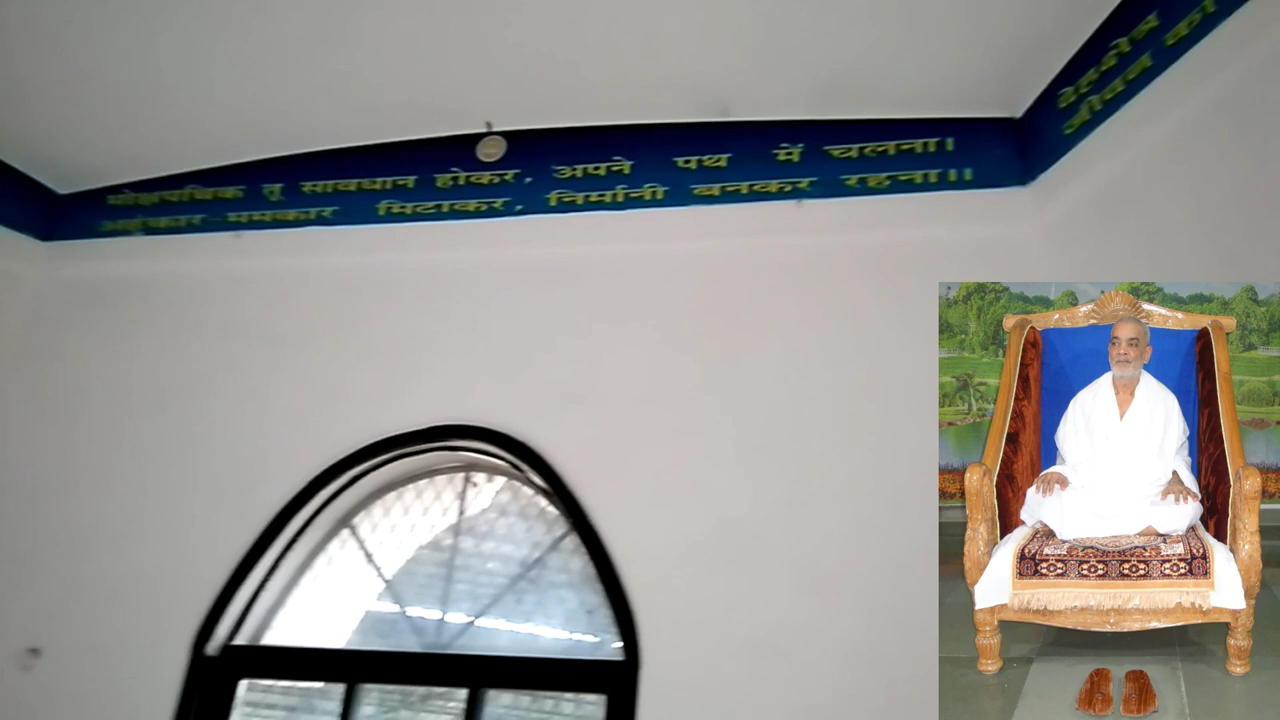 मोक्षपथिक तू सावधान होकर, अपने पथ में चलना।
अहंकार ममकार मिटाकर, निर्मानी बनकर रहना।।
जीवन का